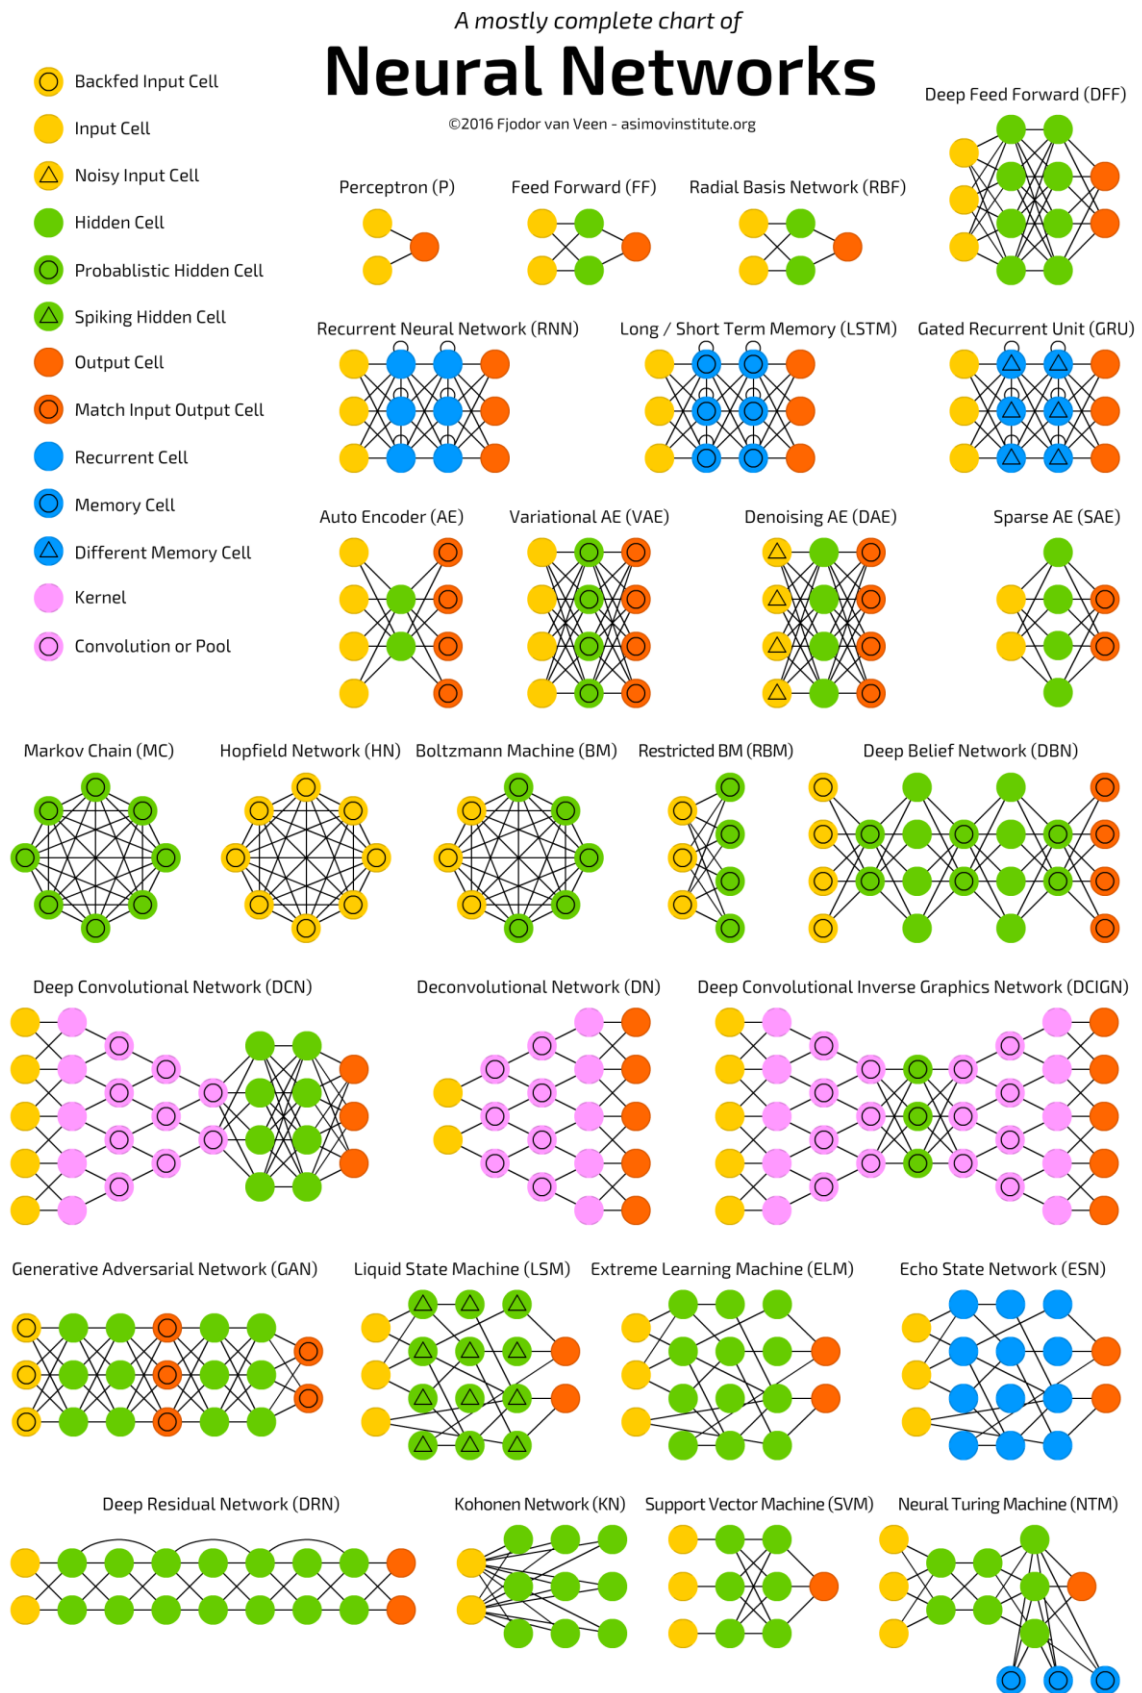 A mostly complete chart of
Neural Networks
©2016 Fjodor van Veen - asimovinstitute.org
Backfed Input Cell
Input Cell
Noisy Input Cell
Hidden Cell
Probablistic Hidden Cell
Spiking Hidden Cell
Output Cell
Match Input Output Cell
Recurrent Cell
Memory Cell
Different Memory Cell
Kernel
Convolution or Pool
Deep Feed Forward (DFF)
Perceptron (P)
Feed Forward (FF)
Radial Basis Network (RBF)
Recurrent Neural Network (RNN)
Long / Short Term Memory (LSTM)
Gated Recurrent Unit (GRU)
Auto Encoder (AE)
Variational AE (VAE)
Denoising AE (DAE)
Sparse AE (SAE)
Markov Chain (MC)
Hopfield Network (HN)
Boltzmann Machine (BM)
Restricted BM (RBM)
Deep Belief Network (DBN)
Deep Convolutional Network (DCN)
Deconvolutional Network (DN)
Deep Convolutional Inverse Graphics Network (DCIGN)
Generative Adversarial Network (GAN)
Liquid State Machine (LSM)
Extreme Learning Machine (ELM)
Echo State Network (ESN)
Deep Residual Network (DRN)
Kohonen Network (KN)
Support Vector Machine (SVM)
Neural Turing Machine (NTM)